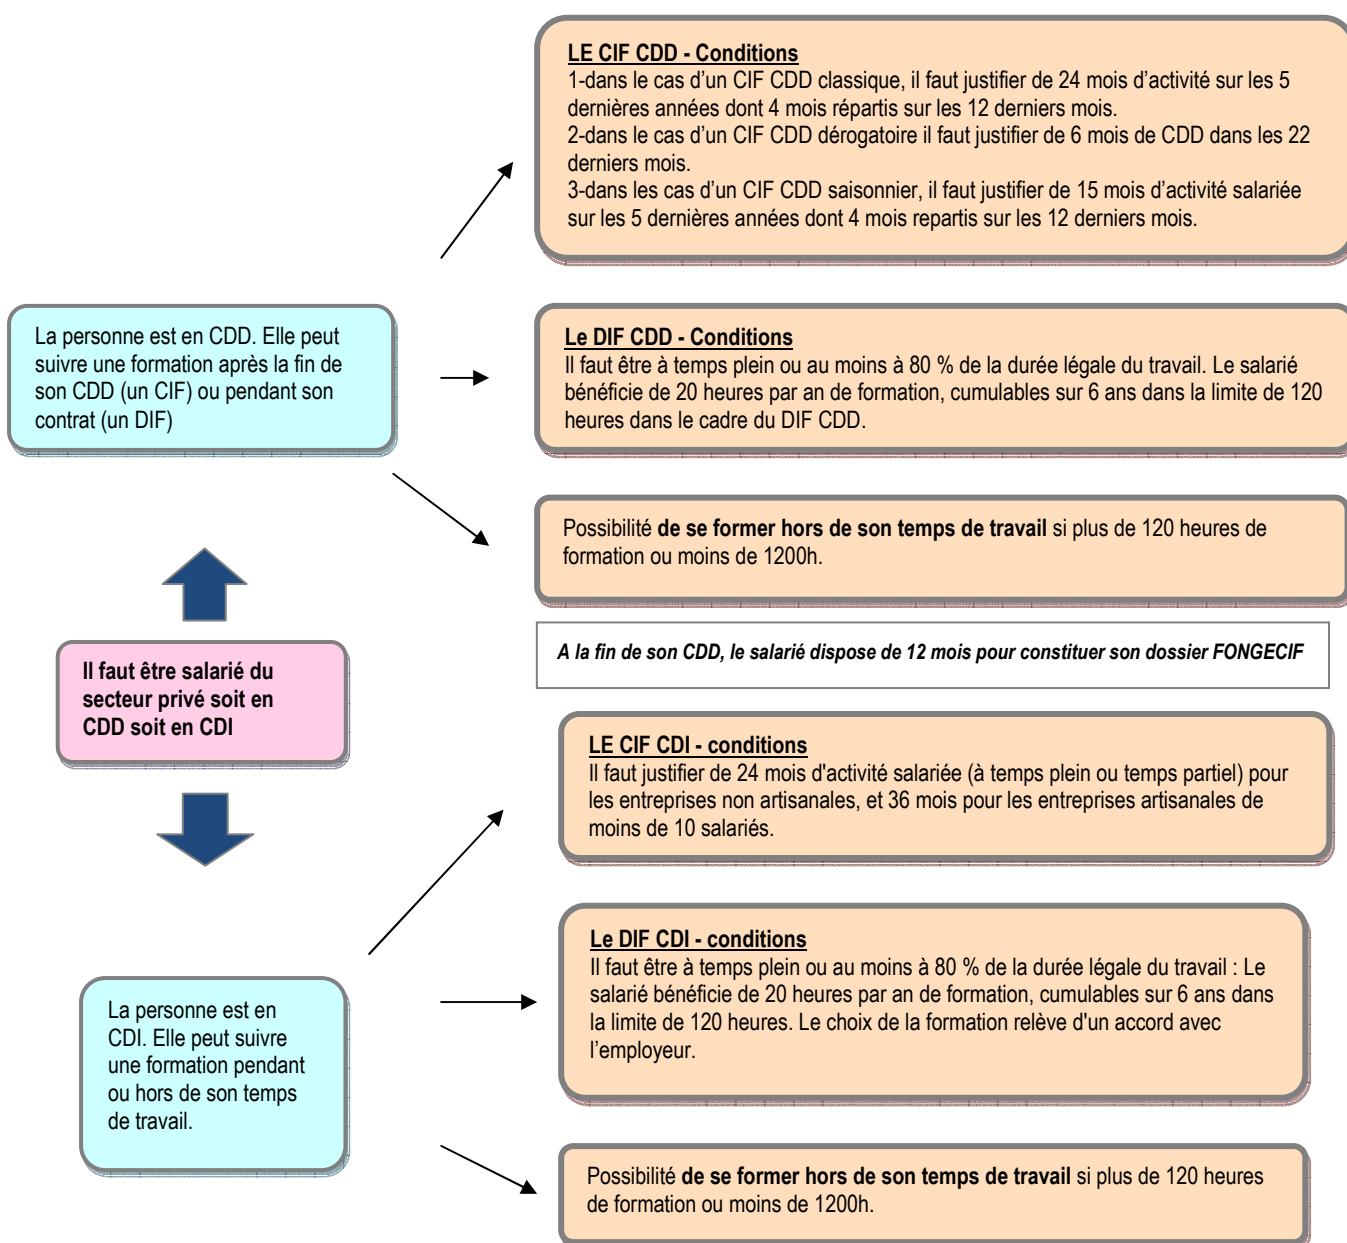 LE CIF CDD - Conditions
1-dans le cas d’un CIF CDD classique, il faut justifier de 24 mois d’activité sur les 5
dernières années dont 4 mois répartis sur les 12 derniers mois.
2-dans le cas d’un CIF CDD dérogatoire il faut justifier de 6 mois de CDD dans les 22
derniers mois.
3-dans les cas d’un CIF CDD saisonnier, il faut justifier de 15 mois d’activité salariée
sur les 5 dernières années dont 4 mois repartis sur les 12 derniers mois.
La personne est en CDD. Elle peut
suivre une formation après la fin de
son CDD (un CIF) ou pendant son
contrat (un DIF)
Le DIF CDD - Conditions
Il faut être à temps plein ou au moins à 80 % de la durée légale du travail. Le salarié
bénéficie de 20 heures par an de formation, cumulables sur 6 ans dans la limite de 120
heures dans le cadre du DIF CDD.
Possibilité de se former hors de son temps de travail si plus de 120 heures de
formation ou moins de 1200h.
A la fin de son CDD, le salarié dispose de 12 mois pour constituer son dossier FONGECIF
Il faut être salarié du
secteur privé soit en
CDD soit en CDI
LE CIF CDI - conditions
Il faut justifier de 24 mois d'activité salariée (à temps plein ou temps partiel) pour
les entreprises non artisanales, et 36 mois pour les entreprises artisanales de
moins de 10 salariés.
Le DIF CDI - conditions
Il faut être à temps plein ou au moins à 80 % de la durée légale du travail : Le
salarié bénéficie de 20 heures par an de formation, cumulables sur 6 ans dans
la limite de 120 heures. Le choix de la formation relève d'un accord avec
l’employeur.
La personne est en
CDI. Elle peut suivre
une formation pendant
ou hors de son temps
de travail.
Possibilité de se former hors de son temps de travail si plus de 120 heures
de formation ou moins de 1200h.